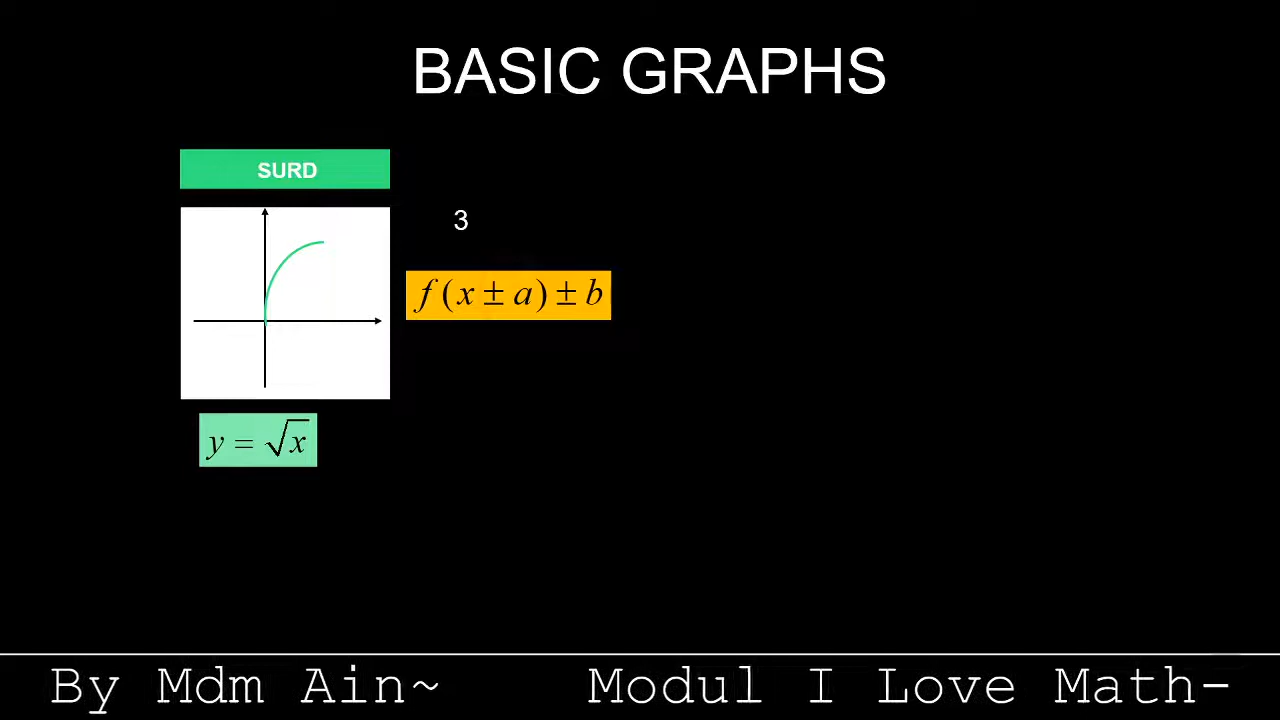 BASIC GRAPHS
SURD
3
f(x ± a) ± b
y = √x
By Mdm Ain~ Modul I Love Math-